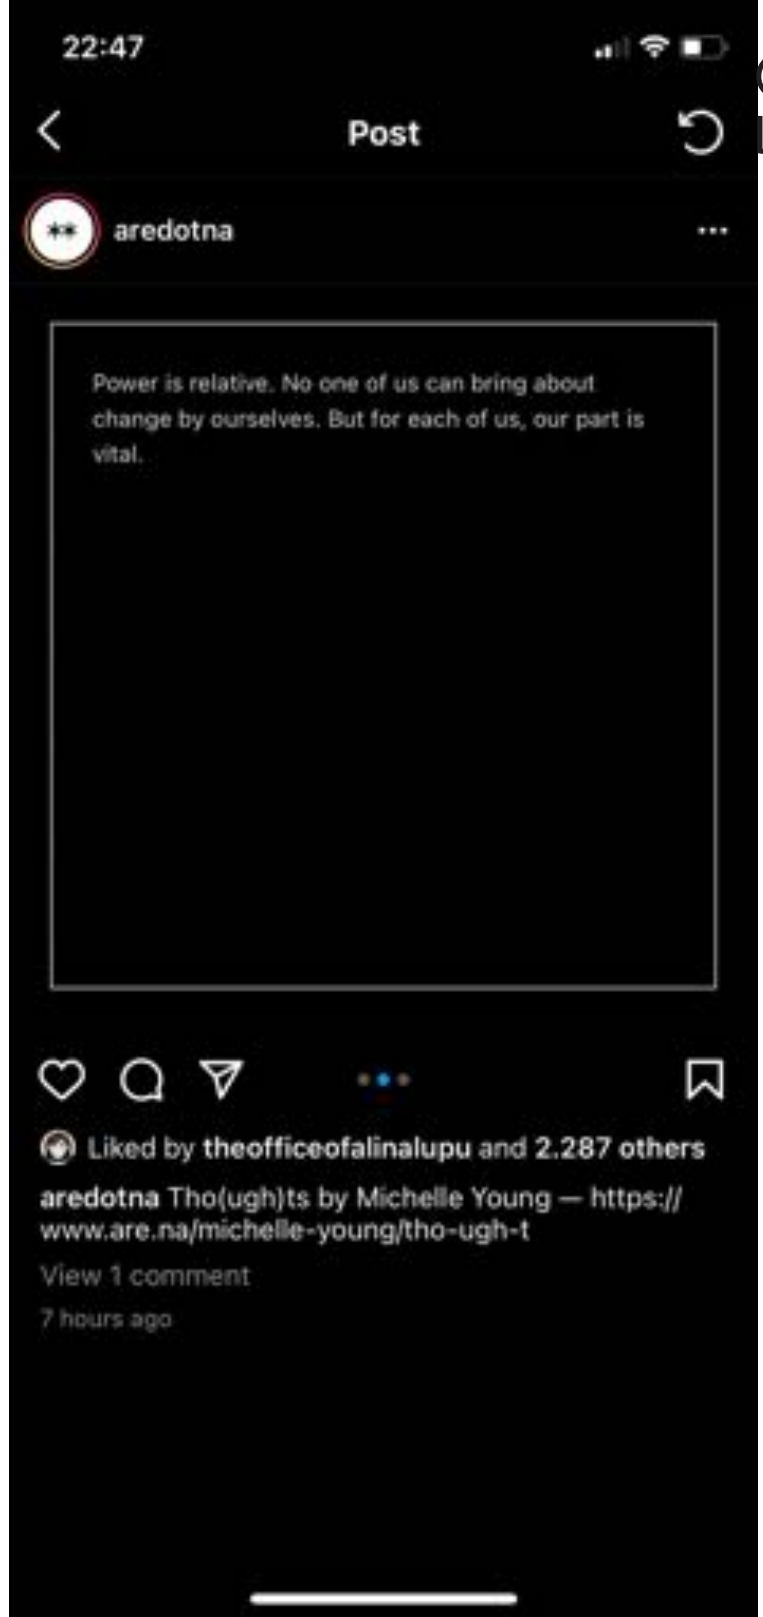 22:47
Post
aredotna
Power is relative. No one of us can bring about
change by ourselves. But for each of us, our part is
vital.
Liked by theofficeofalinalupu and 2.287 others
aredotna Tho(ugh)ts by Michelle Young — https://
www.are.na/michelle-young/tho-ugh-t
View 1 comment
7 hours ago